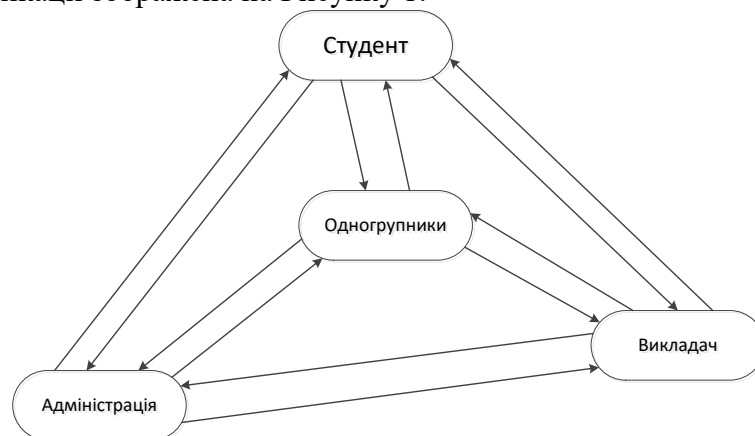 Студент
Одногрупники
Викладач
Адміністрація